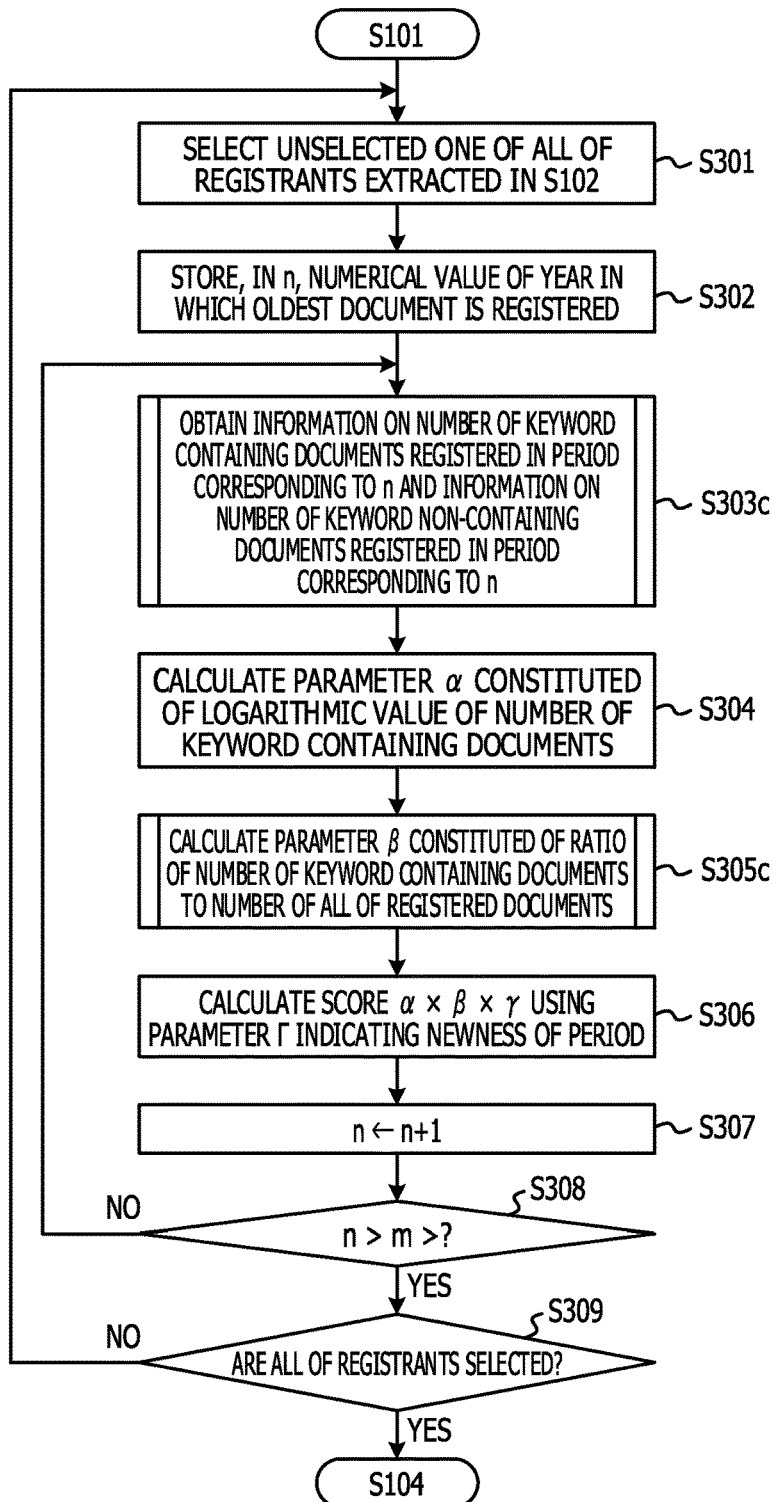 S101
SELECT UNSELECTED ONE OF ALL OF
REGISTRANTS EXTRACTED IN S102
S301
STORE, IN n, NUMERICAL VALUE OF YEAR IN
WHICH OLDEST DOCUMENT IS REGISTERED
S302
OBTAIN INFORMATION ON NUMBER OF KEYWORD
CONTAINING DOCUMENTS REGISTERED IN PERIOD
CORRESPONDING TO n AND INFORMATION ON
NUMBER OF KEYWORD NON-CONTAINING
DOCUMENTS REGISTERED IN PERIOD
CORRESPONDING TO n
S303c
CALCULATE PARAMETER α CONSTITUTED
OF LOGARITHMIC VALUE OF NUMBER OF
KEYWORD CONTAINING DOCUMENTS
S304
CALCULATE PARAMETER β CONSTITUTED OF RATIO
OF NUMBER OF KEYWORD CONTAINING DOCUMENTS
TO NUMBER OF ALL OF REGISTERED DOCUMENTS
S305c
CALCULATE SCORE α × β × γ USING
PARAMETER Γ INDICATING NEWNESS OF PERIOD
S306
n ← n+1
S307
NO
S308
n > m >?
YES
NO
S309
ARE ALL OF REGISTRANTS SELECTED?
YES
S104